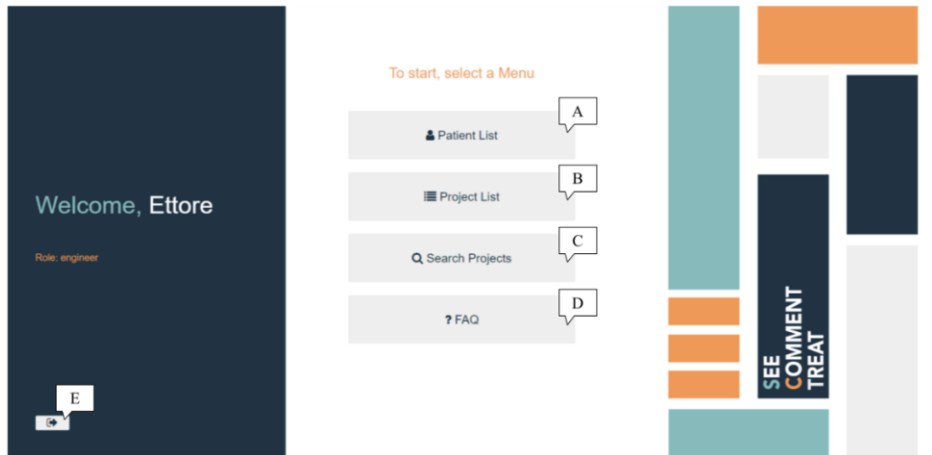 Welcome, Ettore
Role: engineer
E
To start, select a Menu
A
Patient List
B
Project List
C
Search Projects
D
? FAQ
SEE
COMMENT
TREAT